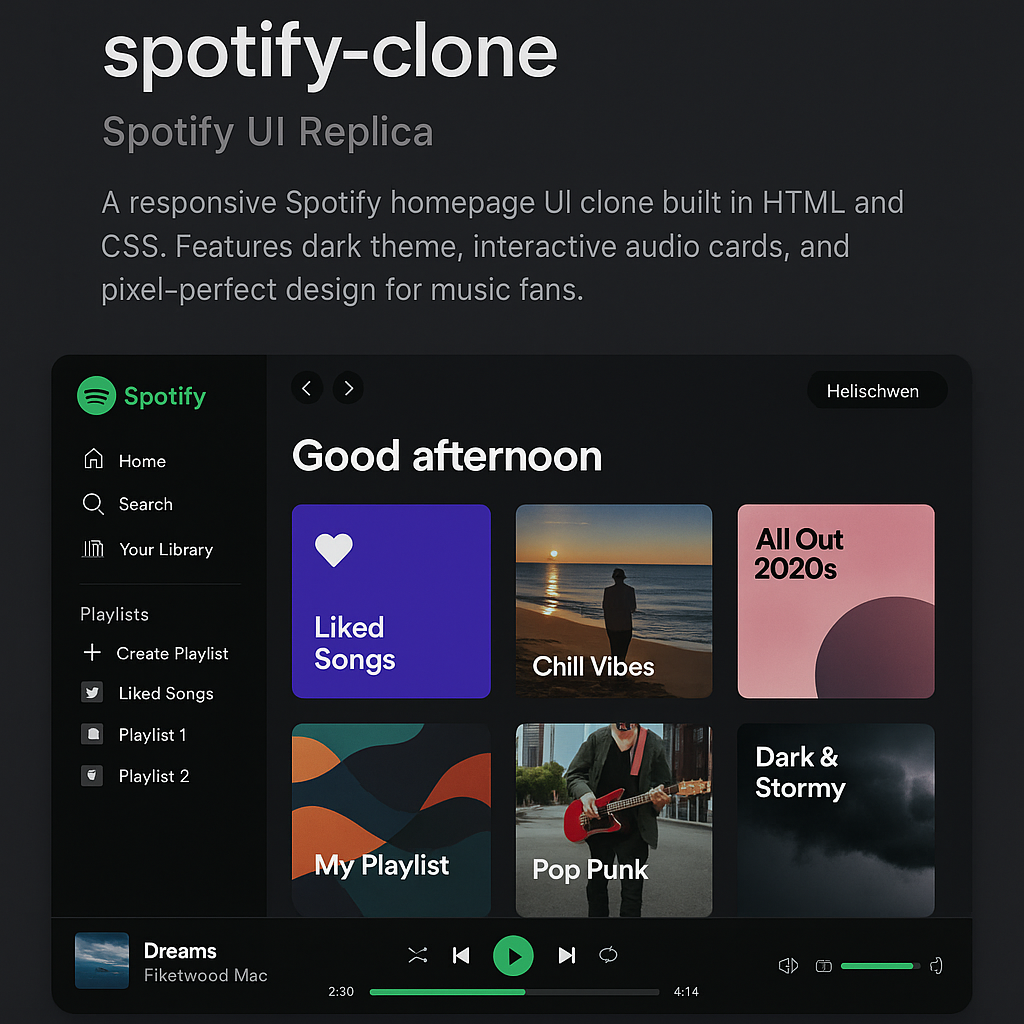 spotify-clone
Spotify UI Replica
A responsive Spotify homepage UI clone built in HTML and
CSS. Features dark theme, interactive audio cards, and
pixel-perfect design for music fans.
Spotify
Home
Search
Your Library
Playlists
Create Playlist
Liked Songs
Playlist 1
Playlist 2
Helischwen
Good afternoon
Liked
Songs
Chill Vibes
All Out
2020s
My Playlist
Pop Punk
Dark &
Stormy
Dreams
Fiketwood Mac
2:30
4:14